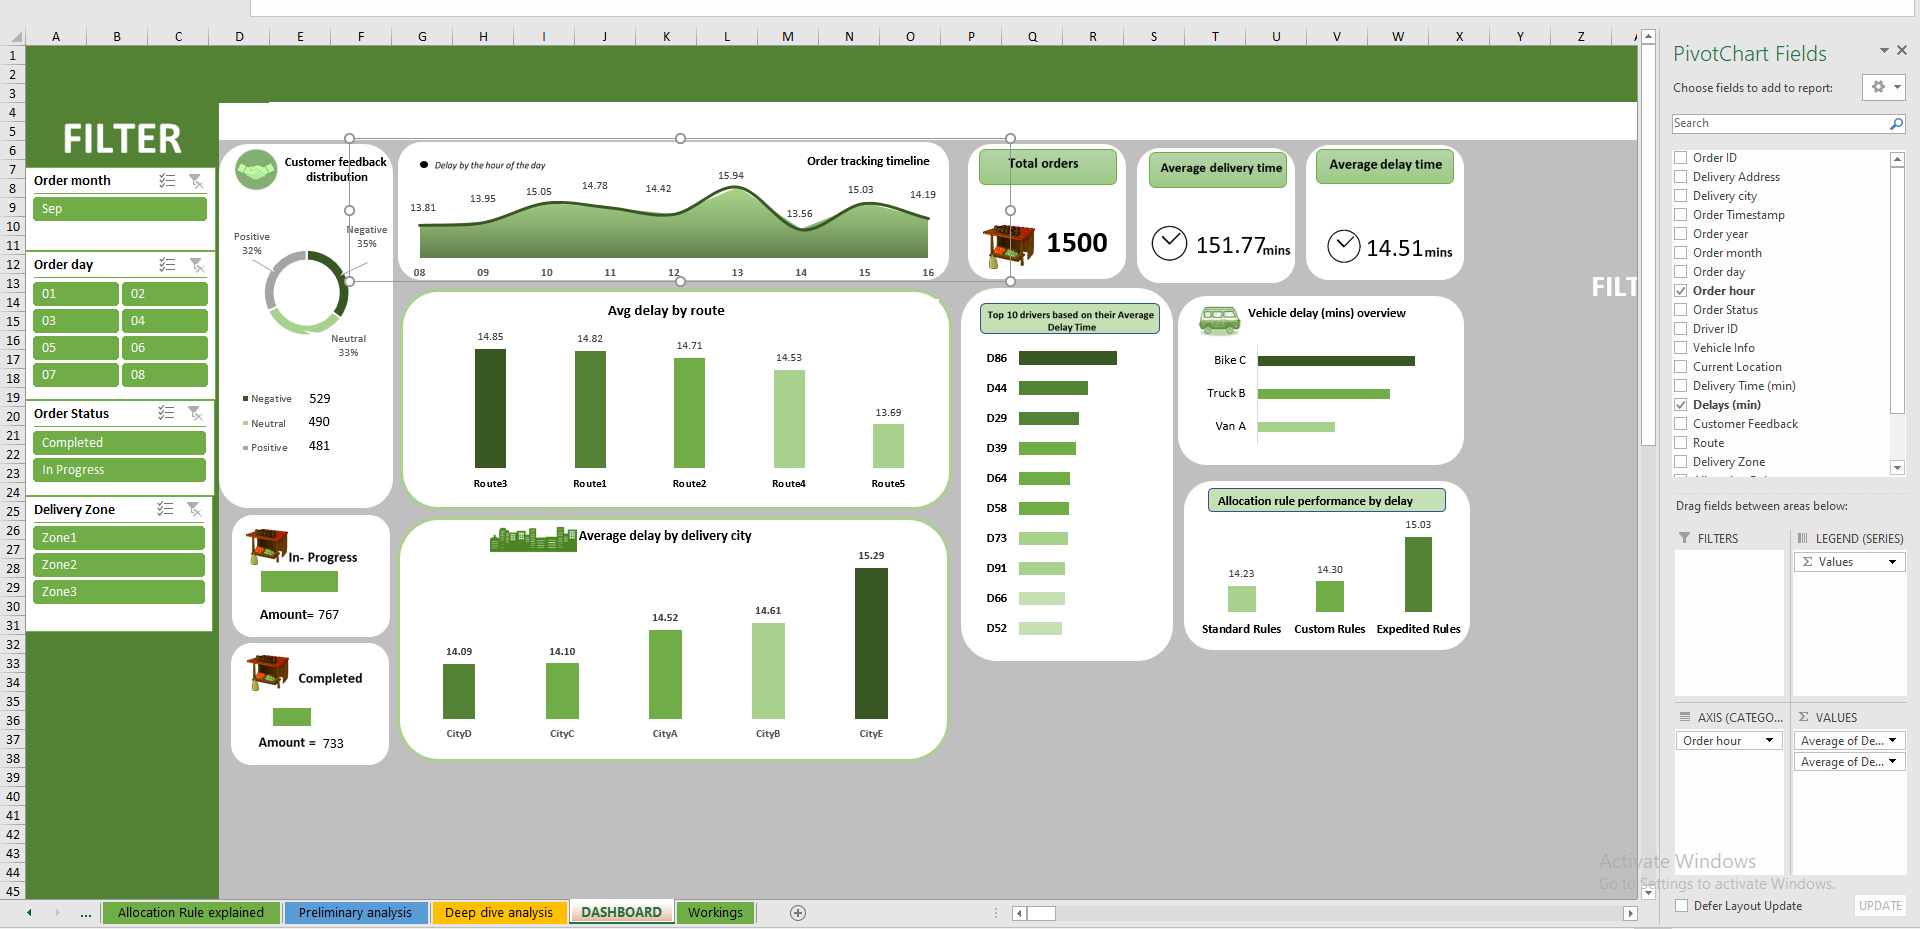 A B C D E F G H I J K L M N O P Q R S T U V W X Y Z
1
2
3
4
5
6
7
8
9
10
11
12
13
14
15
16
17
18
19
20
21
22
23
24
25
26
27
28
29
30
31
32
33
34
35
36
37
38
39
40
41
42
43
44
45
FILTER
Order month
Sep
Order day
01 02
03 04
05 06
07 08
Order Status
Completed
In Progress
Delivery Zone
Zone1
Zone2
Zone3
Customer feedback
distribution
Positive
32%
Negative
35%
Neutral
33%
Negative 529
Neutral 490
Positive 481
In- Progress
Amount= 767
Completed
Amount = 733
Delay by the hour of the day
Order tracking timeline
13.81 13.95 15.05 14.78 14.42 15.94 13.56 15.03 14.19
08 09 10 11 12 13 14 15 16
Avg delay by route
14.85 14.82 14.71 14.53 13.69
Route3 Route1 Route2 Route4 Route5
Average delay by delivery city
14.09 14.10 14.52 14.61 15.29
CityD CityC CityA CityB CityE
Total orders
1500
Average delivery time
151.77mins
Average delay time
14.51mins
FILT
Top 10 drivers based on their Average
Delay Time
D86
D44
D29
D39
D64
D58
D73
D91
D66
D52
Vehicle delay (mins) overview
Bike C
Truck B
Van A
Allocation rule performance by delay
14.23 14.30 15.03
Standard Rules Custom Rules Expedited Rules
PivotChart Fields
Choose fields to add to report:
Search
Order ID
Delivery Address
Delivery city
Order Timestamp
Order year
Order month
Order day
Order hour
Order Status
Driver ID
Vehicle Info
Current Location
Delivery Time (min)
Delays (min)
Customer Feedback
Route
Delivery Zone
Drag fields between areas below:
FILTERS
LEGEND (SERIES)
Σ Values
AXIS (CATEGO...
Order hour
Σ VALUES
Average of De...
Average of De...
Activate Windows
Go to Settings to activate Windows.
Defer Layout Update
UPDATE
... Allocation Rule explained Preliminary analysis Deep dive analysis DASHBOARD Workings